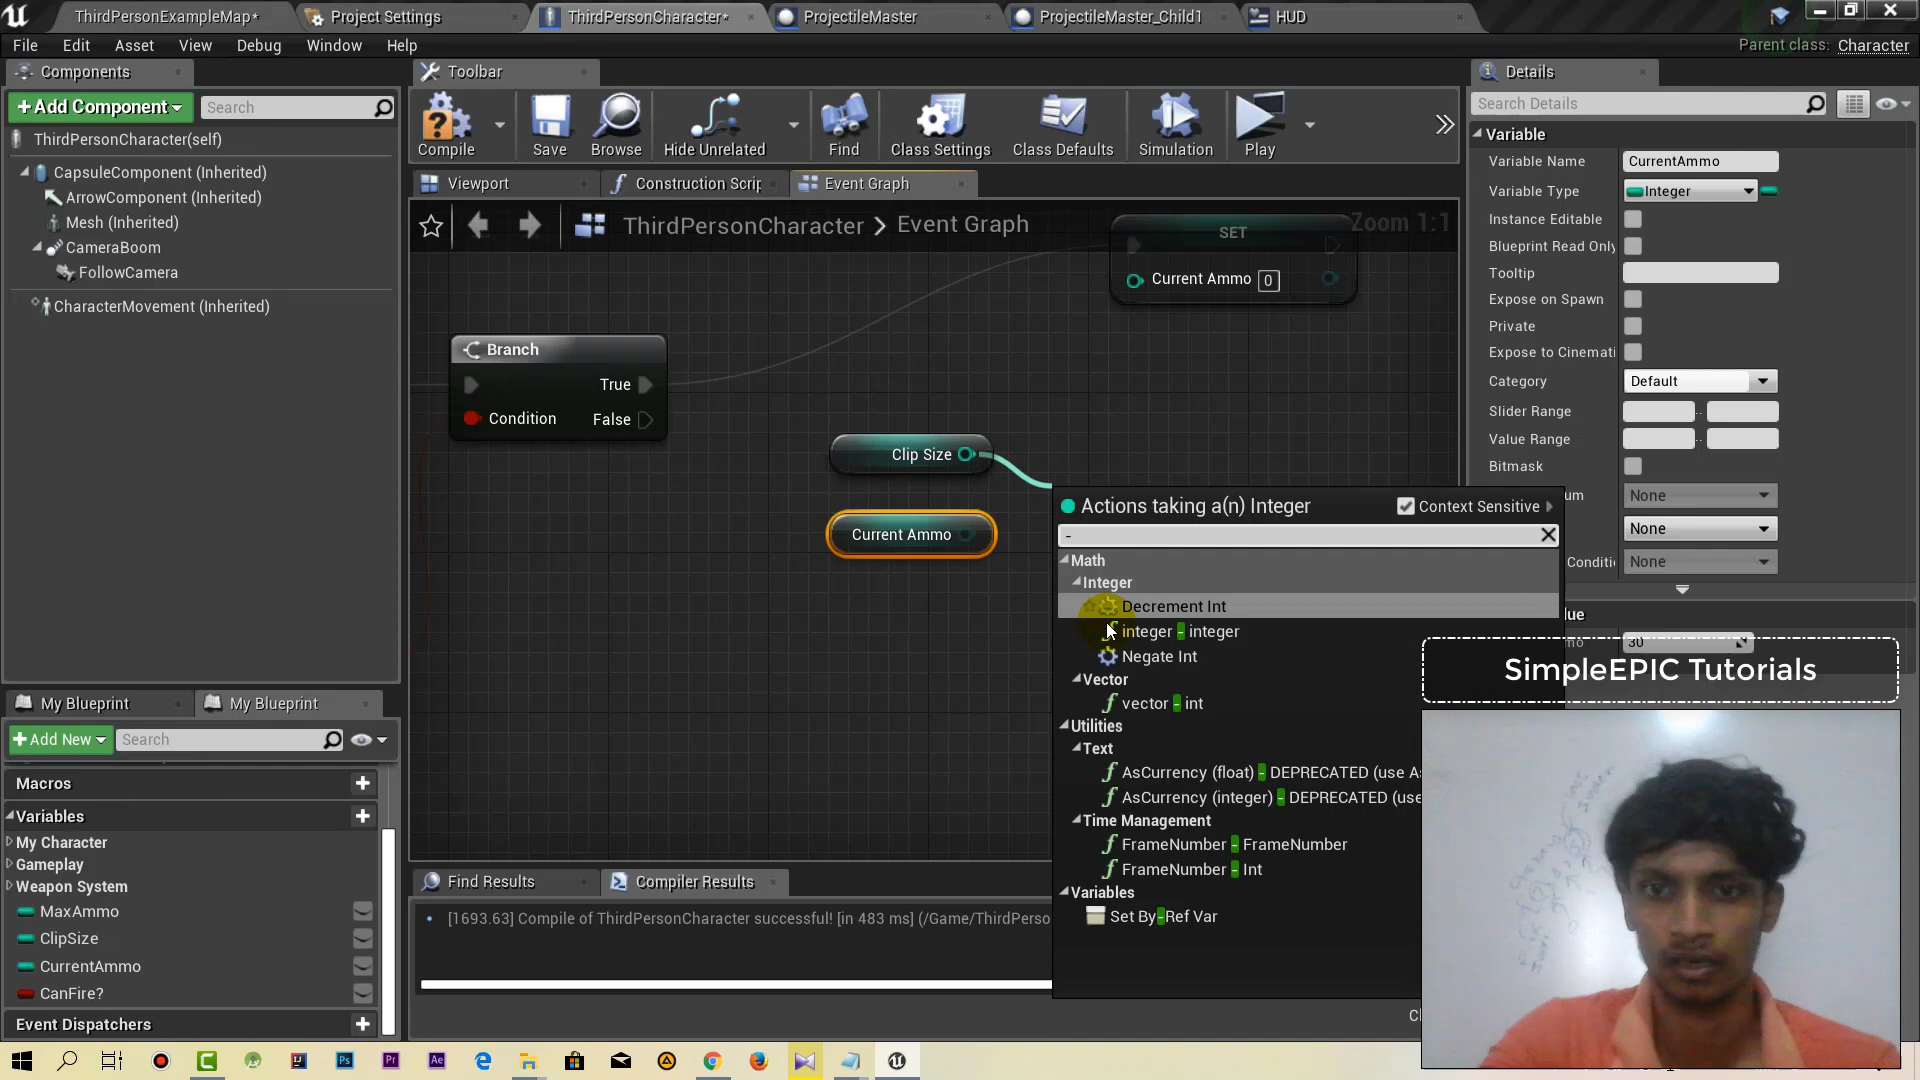 ThirdPersonExampleMap*
Project Settings
ThirdPersonCharacter*
ProjectileMaster
ProjectileMaster_Child1
HUD
File Edit Asset View Debug Window Help
Parent class: Character
Components
Toolbar
Details
Add Component
Search
Search Details
ThirdPersonCharacter(self)
CapsuleComponent (Inherited)
ArrowComponent (Inherited)
Mesh (Inherited)
CameraBoom
FollowCamera
CharacterMovement (Inherited)
Compile
Save
Browse
Hide Unrelated
Find
Class Settings
Class Defaults
Simulation
Play
Viewport
Construction Scrip
Event Graph
ThirdPersonCharacter > Event Graph
Zoom 1:1
SET
Current Ammo 0
Branch
True
Condition False
Clip Size
Current Ammo
Actions taking a(n) Integer
Context Sensitive
-
Math
Integer
Decrement Int
integer - integer
Negate Int
Vector
vector - int
Utilities
Text
AsCurrency (float) - DEPRECATED (use As
AsCurrency (integer) - DEPRECATED (use
Time Management
FrameNumber - FrameNumber
FrameNumber - Int
Variables
Set By-Ref Var
Variable
Variable Name CurrentAmmo
Variable Type Integer
Instance Editable
Blueprint Read Only
Tooltip
Expose on Spawn
Private
Expose to Cinemati
Category Default
Slider Range
Value Range
Bitmask
um None
None
Conditi None
lue
mo 30
SimpleEPIC Tutorials
My Blueprint
My Blueprint
Add New
Search
Macros
Variables
My Character
Gameplay
Weapon System
MaxAmmo
ClipSize
CurrentAmmo
CanFire?
Event Dispatchers
Find Results
Compiler Results
[1693.63] Compile of ThirdPersonCharacter successful! [in 483 ms] (/Game/ThirdPerso
Cl